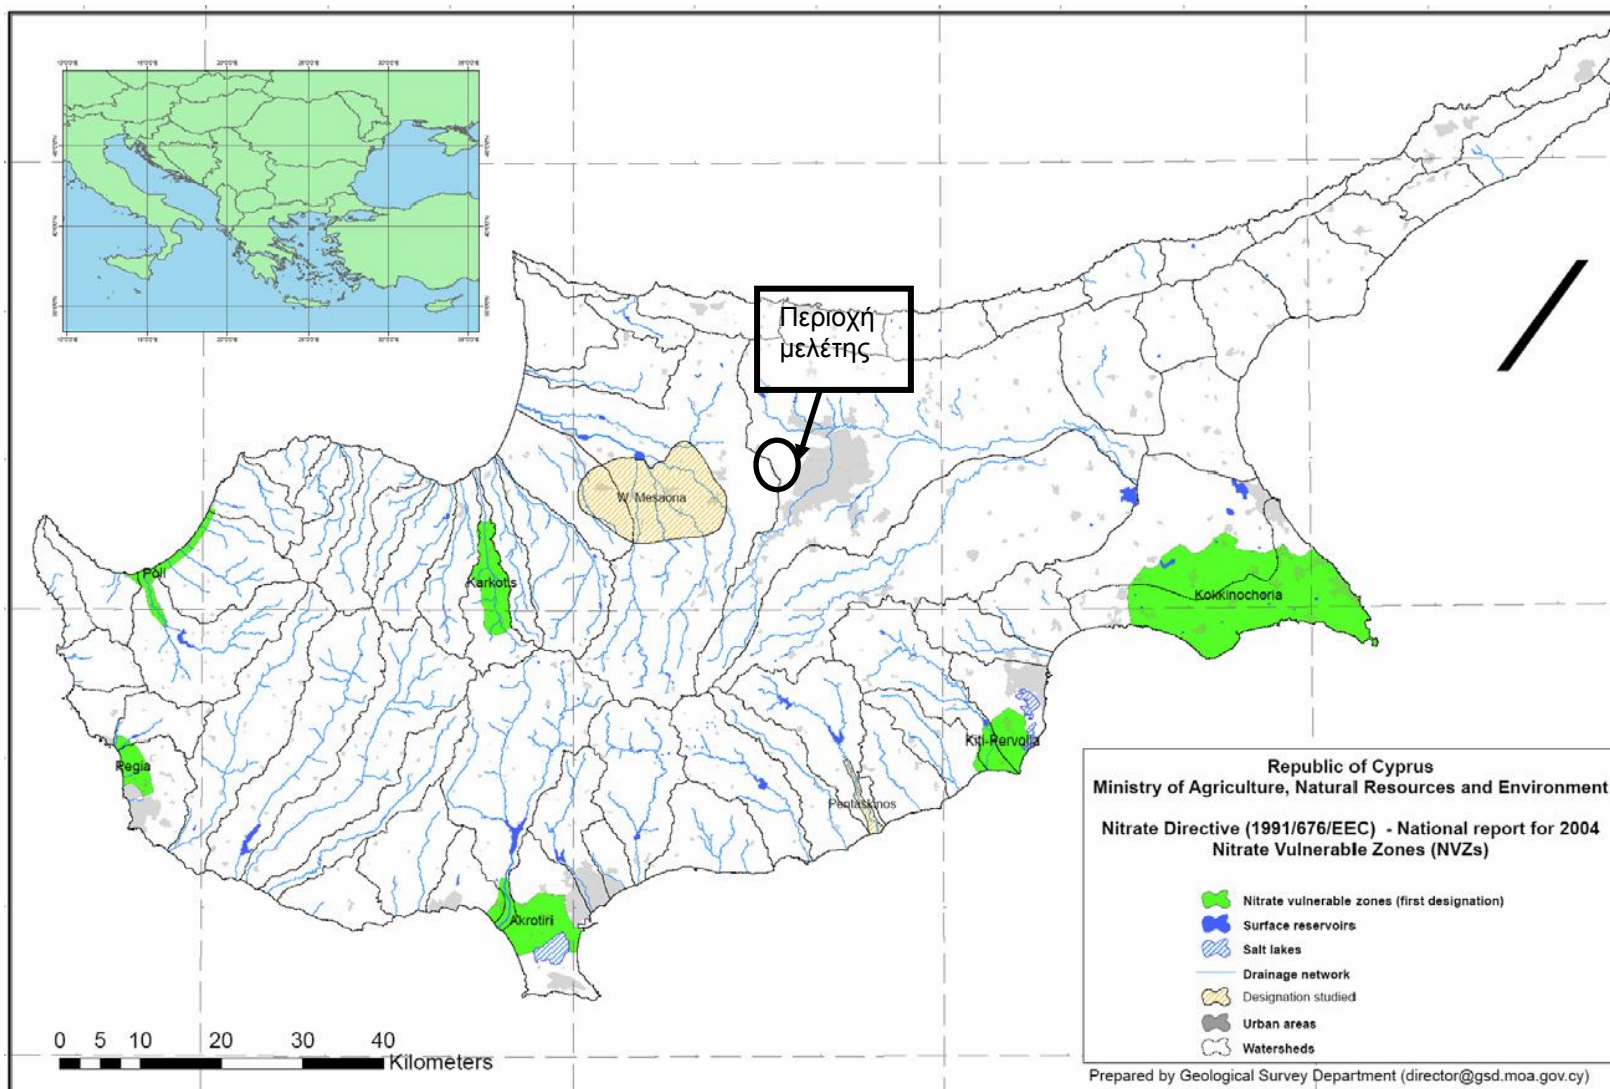 Περιοχή
μελέτης
W. Mesaoria
Poli
Karkotis
Kokkinochoria
Kiti-Pervolia
Pegia
Pentaskinos
Akrotiri
Republic of Cyprus
Ministry of Agriculture, Natural Resources and Environment
Nitrate Directive (1991/676/EEC) - National report for 2004
Nitrate Vulnerable Zones (NVZs)
Nitrate vulnerable zones (first designation)
Surface reservoirs
Salt lakes
Drainage network
Designation studied
Urban areas
Watersheds
0 5 10 20 30 40
Kilometers
Prepared by Geological Survey Department (director@gsd.moa.gov.cy)